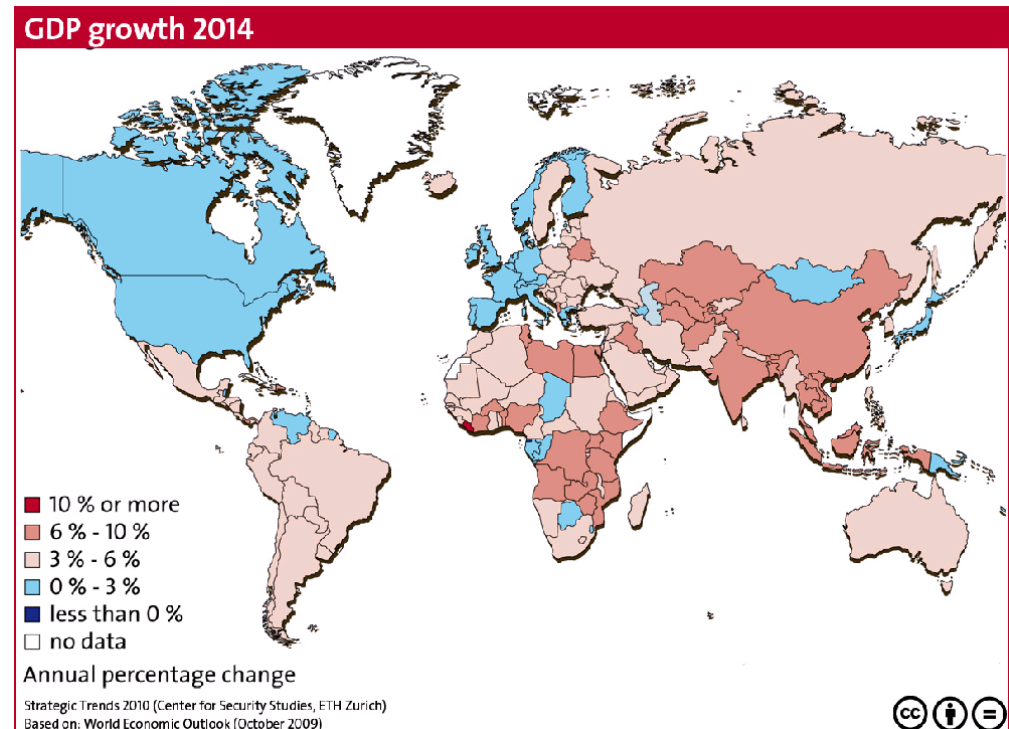 GDP growth 2014
10 % or more
6 % - 10 %
3 % - 6 %
0 % - 3 %
less than 0 %
no data
Annual percentage change
Strategic Trends 2010 (Center for Security Studies, ETH Zurich)
Based on: World Economic Outlook (October 2009)
cc